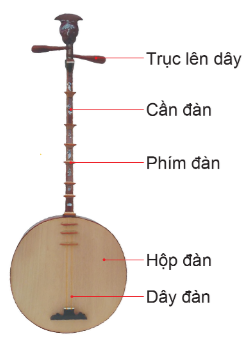 Trục lên dây
Cần đàn
Phím đàn
Hộp đàn
Dây đàn